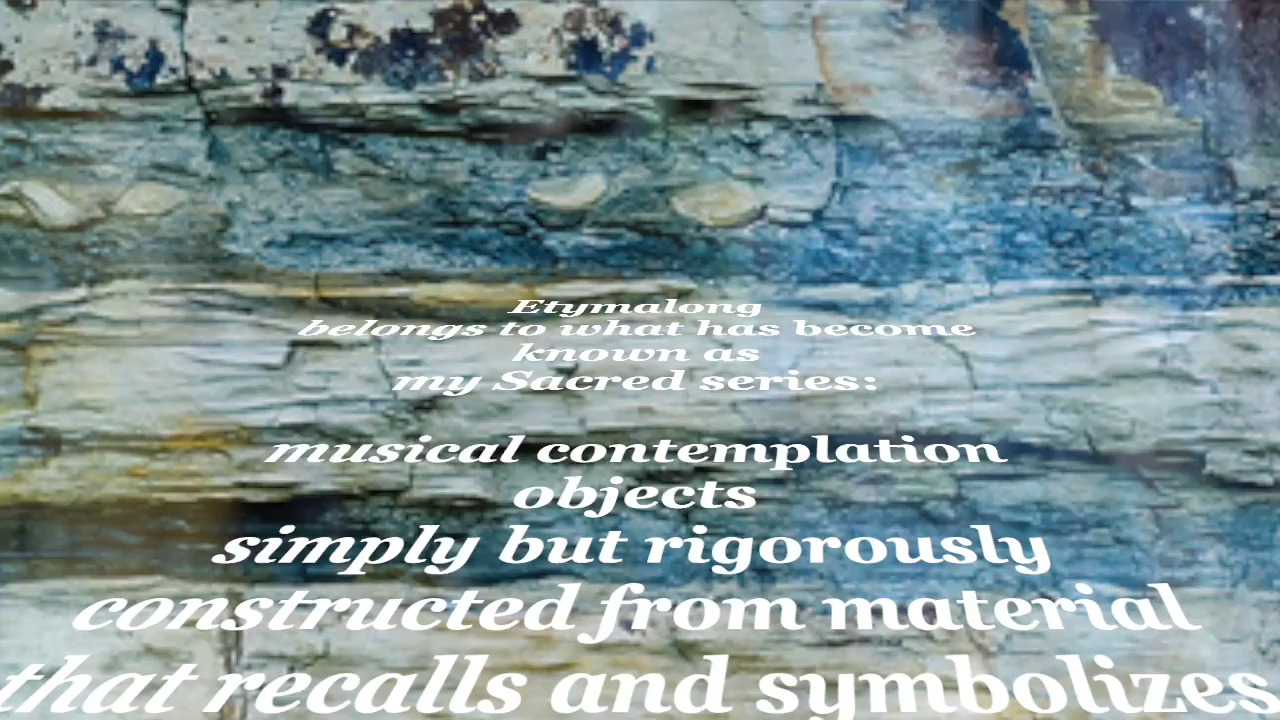 Etymalong
belongs to what has become
known as
my Sacred series:
musical contemplation
objects
simply but rigorously
constructed from material
that recalls and symbolizes